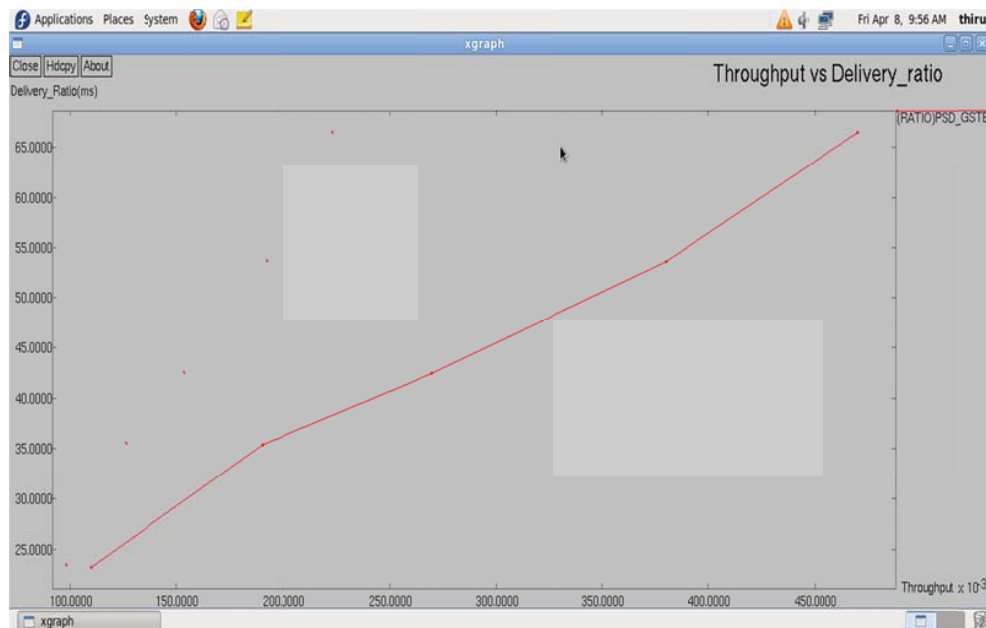 Applications Places System Fri Apr 8, 9:56 AM thiru
xgraph
Close Hdcpy About
Throughput vs Delivery_ratio
Delivery_Ratio(ms)
(RATIO)PSD_GSTE
65.0000
60.0000
55.0000
50.0000
45.0000
40.0000
35.0000
30.0000
25.0000
Throughput x 10-3
100.0000 150.0000 200.0000 250.0000 300.0000 350.0000 400.0000 450.0000
xgraph